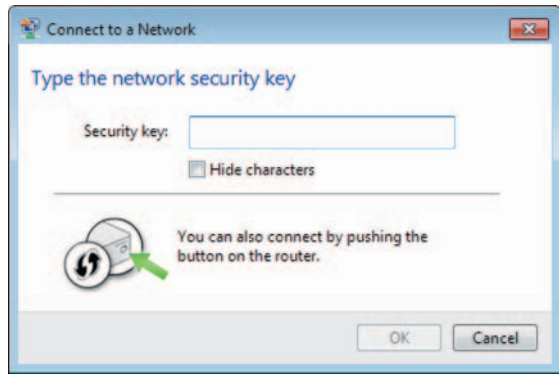 Connect to a Network
Type the network security key
Security key:
Hide characters
You can also connect by pushing the
button on the router.
OK
Cancel